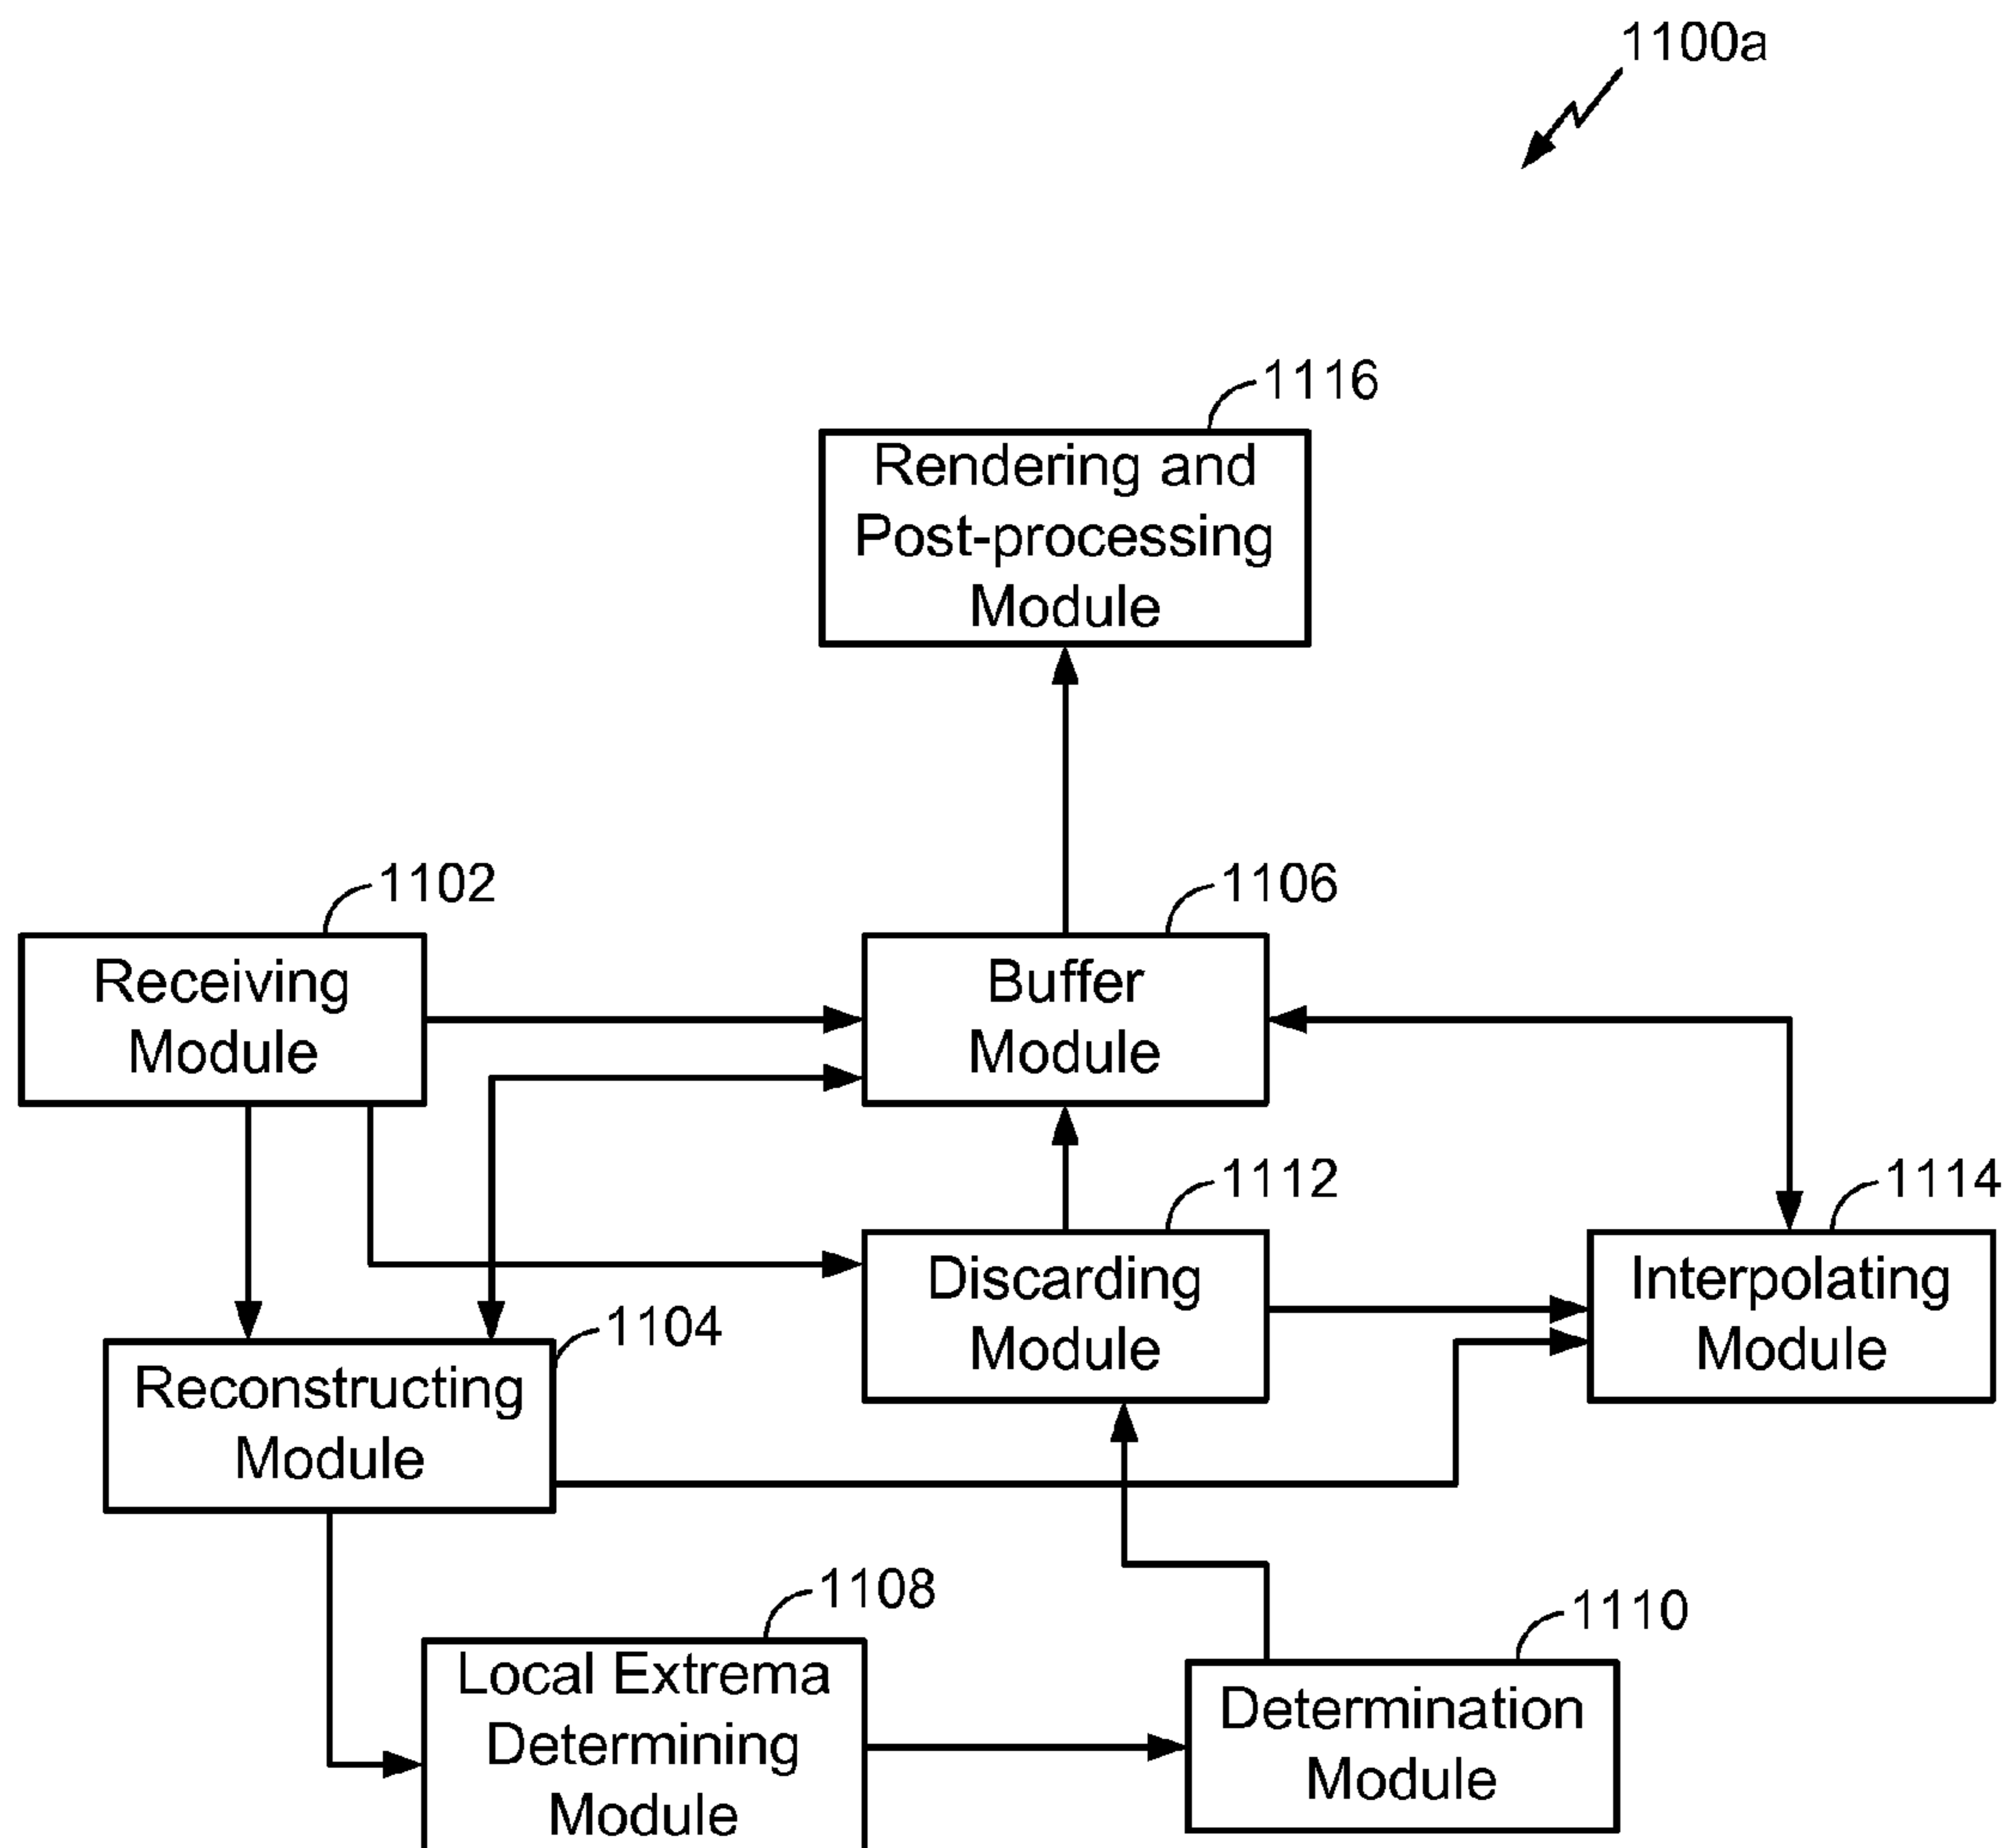 1100a
1116
Rendering and
Post-processing
Module
1102
Receiving
Module
1106
Buffer
Module
1112
Discarding
Module
1114
Interpolating
Module
1104
Reconstructing
Module
1108
Local Extrema
Determining
Module
1110
Determination
Module